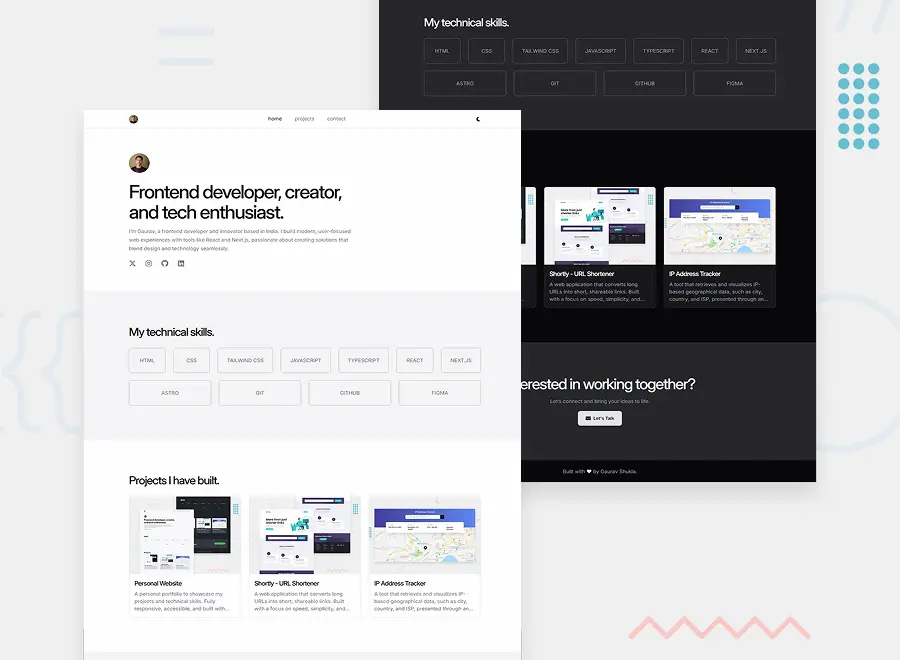 home projects contact
Frontend developer, creator,
and tech enthusiast.
I'm Gaurav, a frontend developer and innovator based in India. I build modern, user-focused
web experiences with tools like React and Next.js, passionate about creating solutions that
blend design and technology seamlessly.
My technical skills.
HTML CSS TAILWIND CSS JAVASCRIPT TYPESCRIPT REACT NEXT.JS
ASTRO GIT GITHUB FIGMA
Projects I have built.
Personal Website
A personal portfolio to showcase my
projects and technical skills. Fully
responsive, accessible, and built with...
Shortly - URL Shortener
A web application that converts long
URLs into short, shareable links. Built
with a focus on speed, simplicity, and...
IP Address Tracker
A tool that retrieves and visualizes IP-
based geographical data, such as city,
country, and ISP, presented through an...
My technical skills.
HTML CSS TAILWIND CSS JAVASCRIPT TYPESCRIPT REACT NEXT.JS
ASTRO GIT GITHUB FIGMA
Shortly - URL Shortener
A web application that converts long
URLs into short, shareable links. Built
with a focus on speed, simplicity, and...
IP Address Tracker
A tool that retrieves and visualizes IP-
based geographical data, such as city,
country, and ISP, presented through an...
erested in working together?
Let's connect and bring your ideas to life.
Let's Talk
Built with ❤ by Gaurav Shukla.